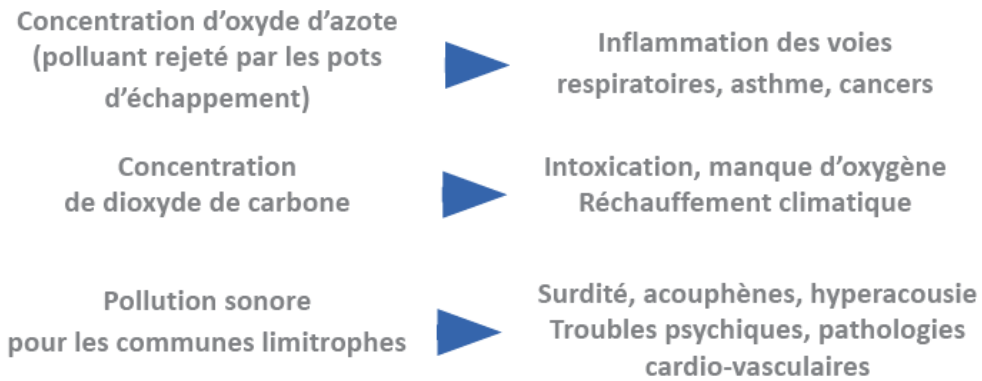 Concentration d'oxyde d'azote
(polluant rejeté par les pots
d'échappement)
Inflammation des voies
respiratoires, asthme, cancers
Concentration
de dioxyde de carbone
Intoxication, manque d'oxygène
Réchauffement climatique
Pollution sonore
pour les communes limitrophes
Surdité, acouphènes, hyperacousie
Troubles psychiques, pathologies
cardio-vasculaires